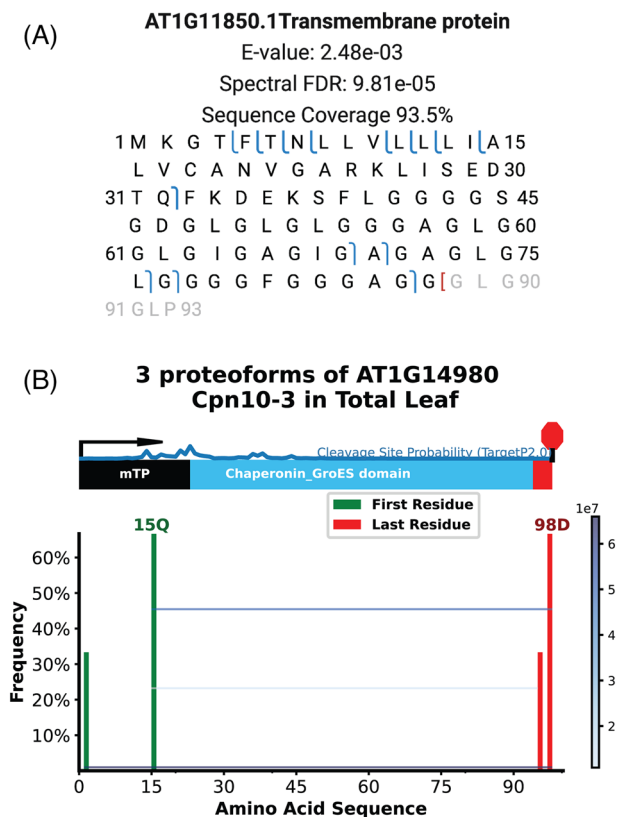 (A)
AT1G11850.1Transmembrane protein
E-value: 2.48e-03
Spectral FDR: 9.81e-05
Sequence Coverage 93.5%
1 M K G T F T N L L V L L L I A 15
L V C A N V G A R K L I S E D 30
31 T Q F K D E K S F L G G G G S 45
G D G L G L G L G G G A G L G 60
61 G L G I G A G I G A G A G L G 75
L G G G G F G G G A G G G L G 90
91 G L P 93
(B)
3 proteoforms of AT1G14980
Cpn10-3 in Total Leaf
Cleavage Site Probability (TargetP2.0)
mTP Chaperonin_GroES domain
First Residue
Last Residue
15Q 98D
1e7
60%
50%
40%
30%
20%
10%
Frequency
0 15 30 45 60 75 90
Amino Acid Sequence
6
5
4
3
2